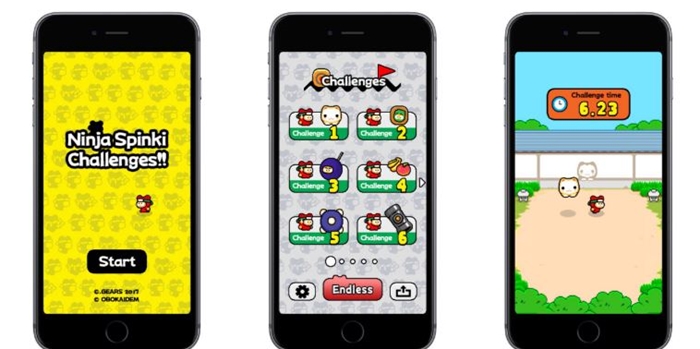 Ninja Spinki
Challenges!!
Start
© GEARS 2017
© OBOKAIDEM
Challenges
Challenge 1
Challenge 2
Challenge 3
Challenge 4
Challenge 5
Challenge 6
Endless
Challenge time
6.23